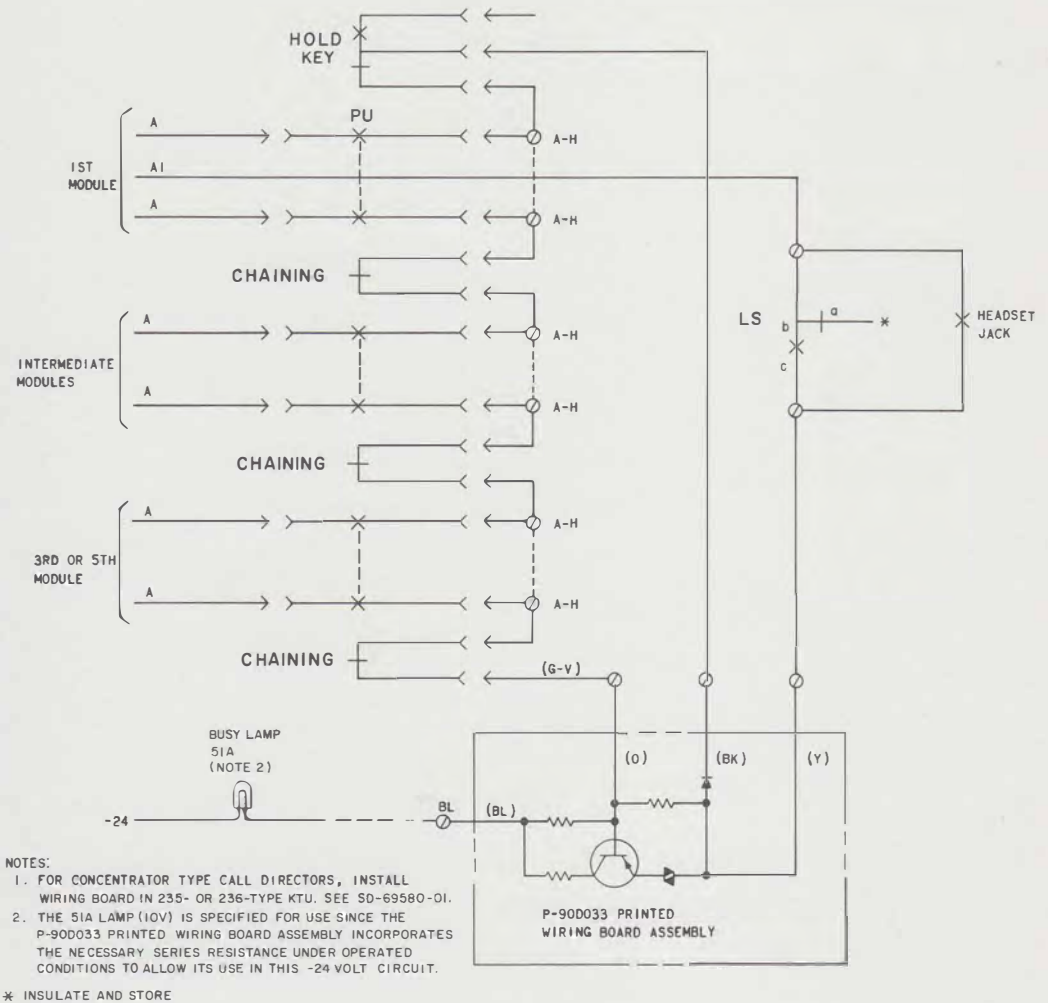 HOLD
KEY
PU
A
A-H
1ST
MODULE
A1
A
A-H
CHAINING
LS
a
b
*
c
HEADSET
JACK
A
A-H
INTERMEDIATE
MODULES
A
A-H
CHAINING
A
A-H
3RD OR 5TH
MODULE
A
A-H
CHAINING
(G-V)
BUSY LAMP
51A
(NOTE 2)
(O)
(BK)
(Y)
-24
BL
(BL)
P-90D033 PRINTED
WIRING BOARD ASSEMBLY
NOTES:
1. FOR CONCENTRATOR TYPE CALL DIRECTORS, INSTALL
WIRING BOARD IN 235- OR 236-TYPE KTU. SEE SD-69580-01.
2. THE 51A LAMP (10V) IS SPECIFIED FOR USE SINCE THE
P-90D033 PRINTED WIRING BOARD ASSEMBLY INCORPORATES
THE NECESSARY SERIES RESISTANCE UNDER OPERATED
CONDITIONS TO ALLOW ITS USE IN THIS -24 VOLT CIRCUIT.
* INSULATE AND STORE